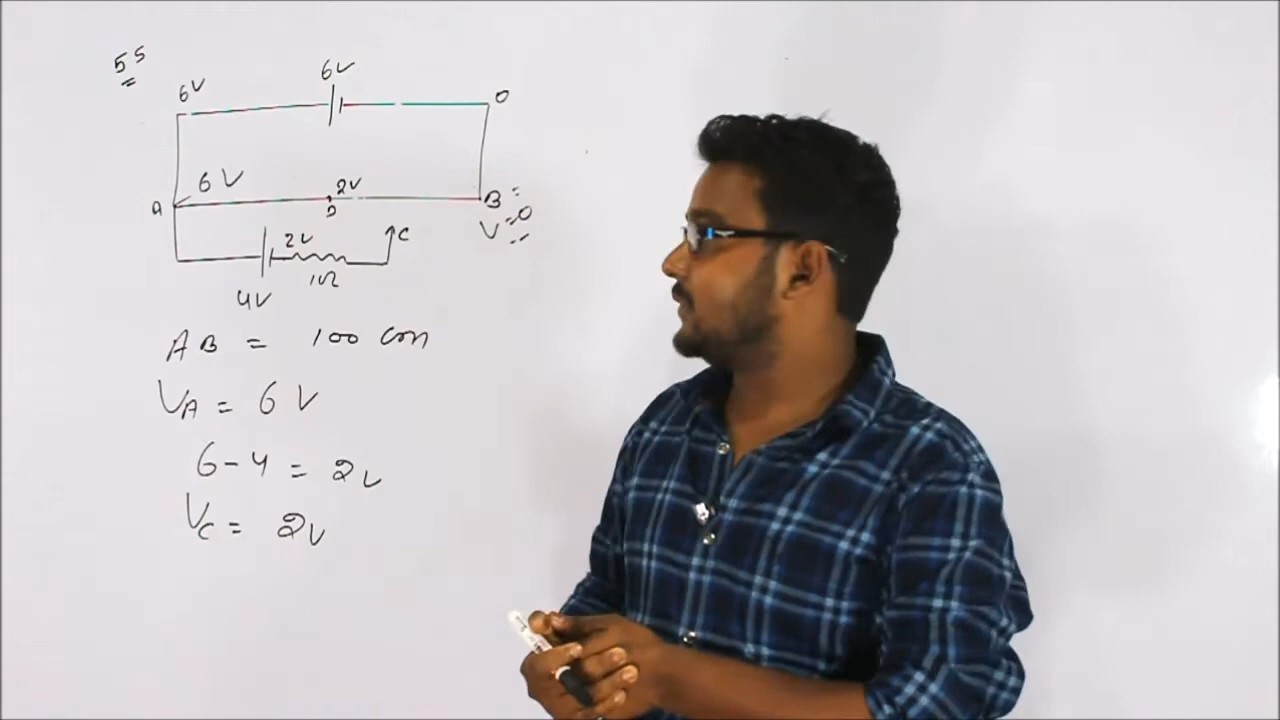 55
6V
6V
0
6V
2V
A
D
B =
V = 0
2V
C
1Ω
4V
AB = 100 cm
VA = 6 V
6-4 = 2V
VC = 2V